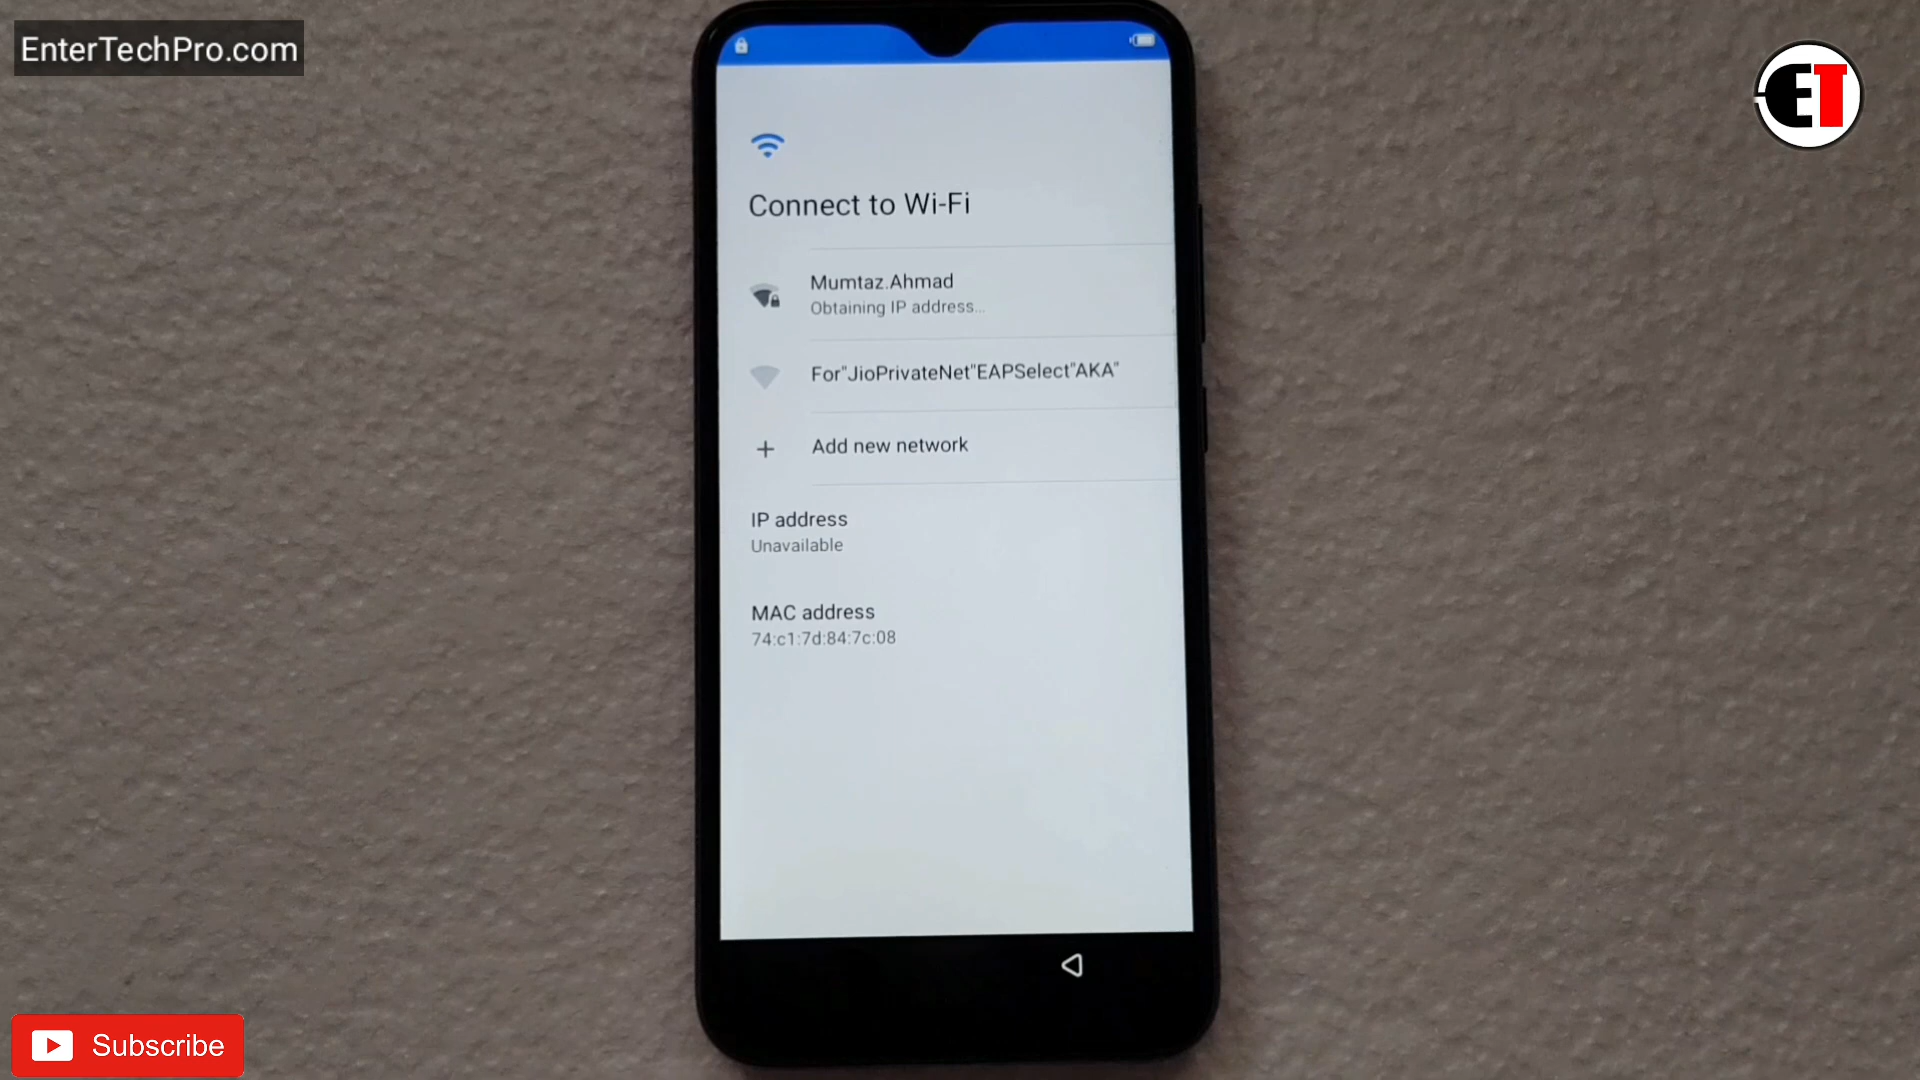 EnterTechPro.com
ET
Connect to Wi-Fi
Mumtaz.Ahmad
Obtaining IP address...
For"JioPrivateNet"EAPSelect"AKA"
Add new network
IP address
Unavailable
MAC address
74:c1:7d:84:7c:08
Subscribe